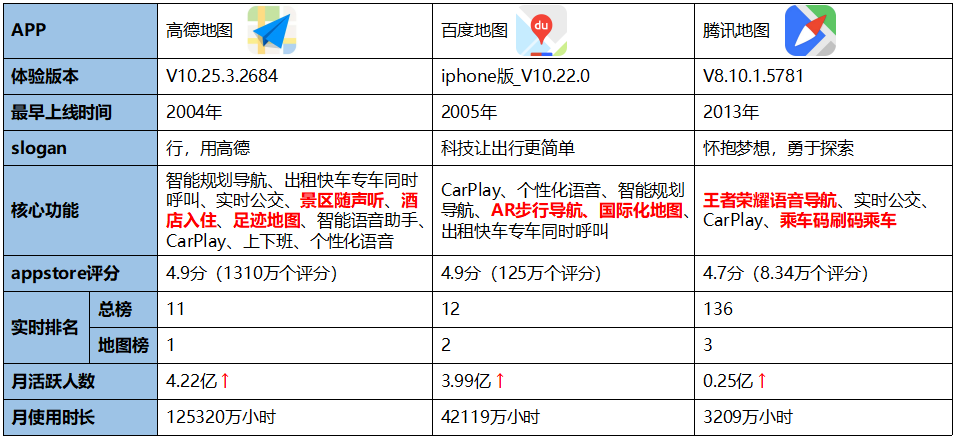 APP 高德地图 百度地图 du 腾讯地图
体验版本 V10.25.3.2684 iphone版_V10.22.0 V8.10.1.5781
最早上线时间 2004年 2005年 2013年
slogan 行，用高德 科技让出行更简单 怀抱梦想，勇于探索
核心功能
智能规划导航、出租快车专车同时
呼叫、实时公交、景区随声听、酒
店入住、足迹地图、智能语音助手、
CarPlay、上下班、个性化语音
CarPlay、个性化语音、智能规划
导航、AR步行导航、国际化地图、
出租快车专车同时呼叫
王者荣耀语音导航、实时公交、
CarPlay、乘车码刷码乘车
appstore评分 4.9分（1310万个评分） 4.9分（125万个评分） 4.7分（8.34万个评分）
实时排名
总榜 11 12 136
地图榜 1 2 3
月活跃人数 4.22亿↑ 3.99亿↑ 0.25亿↑
月使用时长 125320万小时 42119万小时 3209万小时